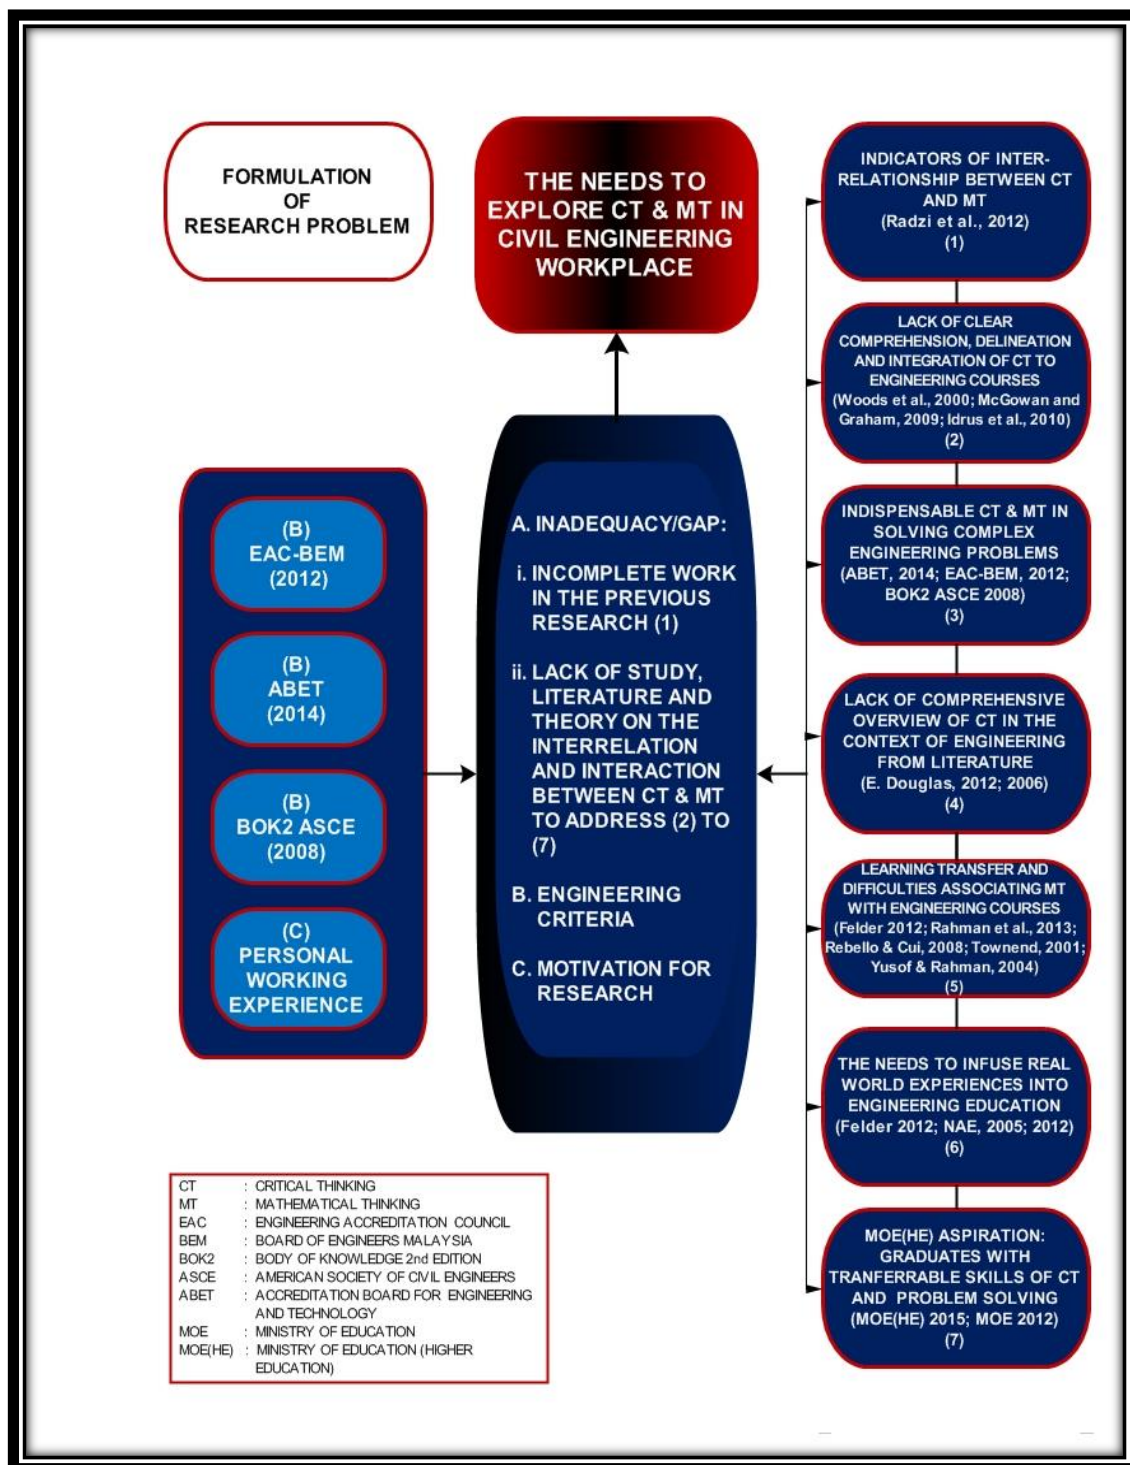 FORMULATION
OF
RESEARCH PROBLEM
THE NEEDS TO
EXPLORE CT & MT IN
CIVIL ENGINEERING
WORKPLACE
(B)
EAC-BEM
(2012)
(B)
ABET
(2014)
(B)
BOK2 ASCE
(2008)
(C)
PERSONAL
WORKING
EXPERIENCE
A. INADEQUACY/GAP:
i. INCOMPLETE WORK
IN THE PREVIOUS
RESEARCH (1)
ii. LACK OF STUDY,
LITERATURE AND
THEORY ON THE
INTERRELATION
AND INTERACTION
BETWEEN CT & MT
TO ADDRESS (2) TO
(7)
B. ENGINEERING
CRITERIA
C. MOTIVATION FOR
RESEARCH
INDICATORS OF INTER-
RELATIONSHIP BETWEEN CT
AND MT
(Radzi et al., 2012)
(1)
LACK OF CLEAR
COMPREHENSION, DELINEATION
AND INTEGRATION OF CT TO
ENGINEERING COURSES
(Woods et al., 2000; McGowan and
Graham, 2009; Idrus et al., 2010)
(2)
INDISPENSABLE CT & MT IN
SOLVING COMPLEX
ENGINEERING PROBLEMS
(ABET, 2014; EAC-BEM, 2012;
BOK2 ASCE 2008)
(3)
LACK OF COMPREHENSIVE
OVERVIEW OF CT IN THE
CONTEXT OF ENGINEERING
FROM LITERATURE
(E. Douglas, 2012; 2006)
(4)
LEARNING TRANSFER AND
DIFFICULTIES ASSOCIATING MT
WITH ENGINEERING COURSES
(Felder 2012; Rahman et al., 2013;
Rebello & Cui, 2008; Townend, 2001;
Yusof & Rahman, 2004)
(5)
THE NEEDS TO INFUSE REAL
WORLD EXPERIENCES INTO
ENGINEERING EDUCATION
(Felder 2012; NAE, 2005; 2012)
(6)
MOE(HE) ASPIRATION:
GRADUATES WITH
TRANFERRABLE SKILLS OF CT
AND PROBLEM SOLVING
(MOE(HE) 2015; MOE 2012)
(7)
CT : CRITICAL THINKING
MT : MATHEMATICAL THINKING
EAC : ENGINEERING ACCREDITATION COUNCIL
BEM : BOARD OF ENGINEERS MALAYSIA
BOK2 : BODY OF KNOWLEDGE 2nd EDITION
ASCE : AMERICAN SOCIETY OF CIVIL ENGINEERS
ABET : ACCREDITATION BOARD FOR ENGINEERING
AND TECHNOLOGY
MOE : MINISTRY OF EDUCATION
MOE(HE) : MINISTRY OF EDUCATION (HIGHER
EDUCATION)